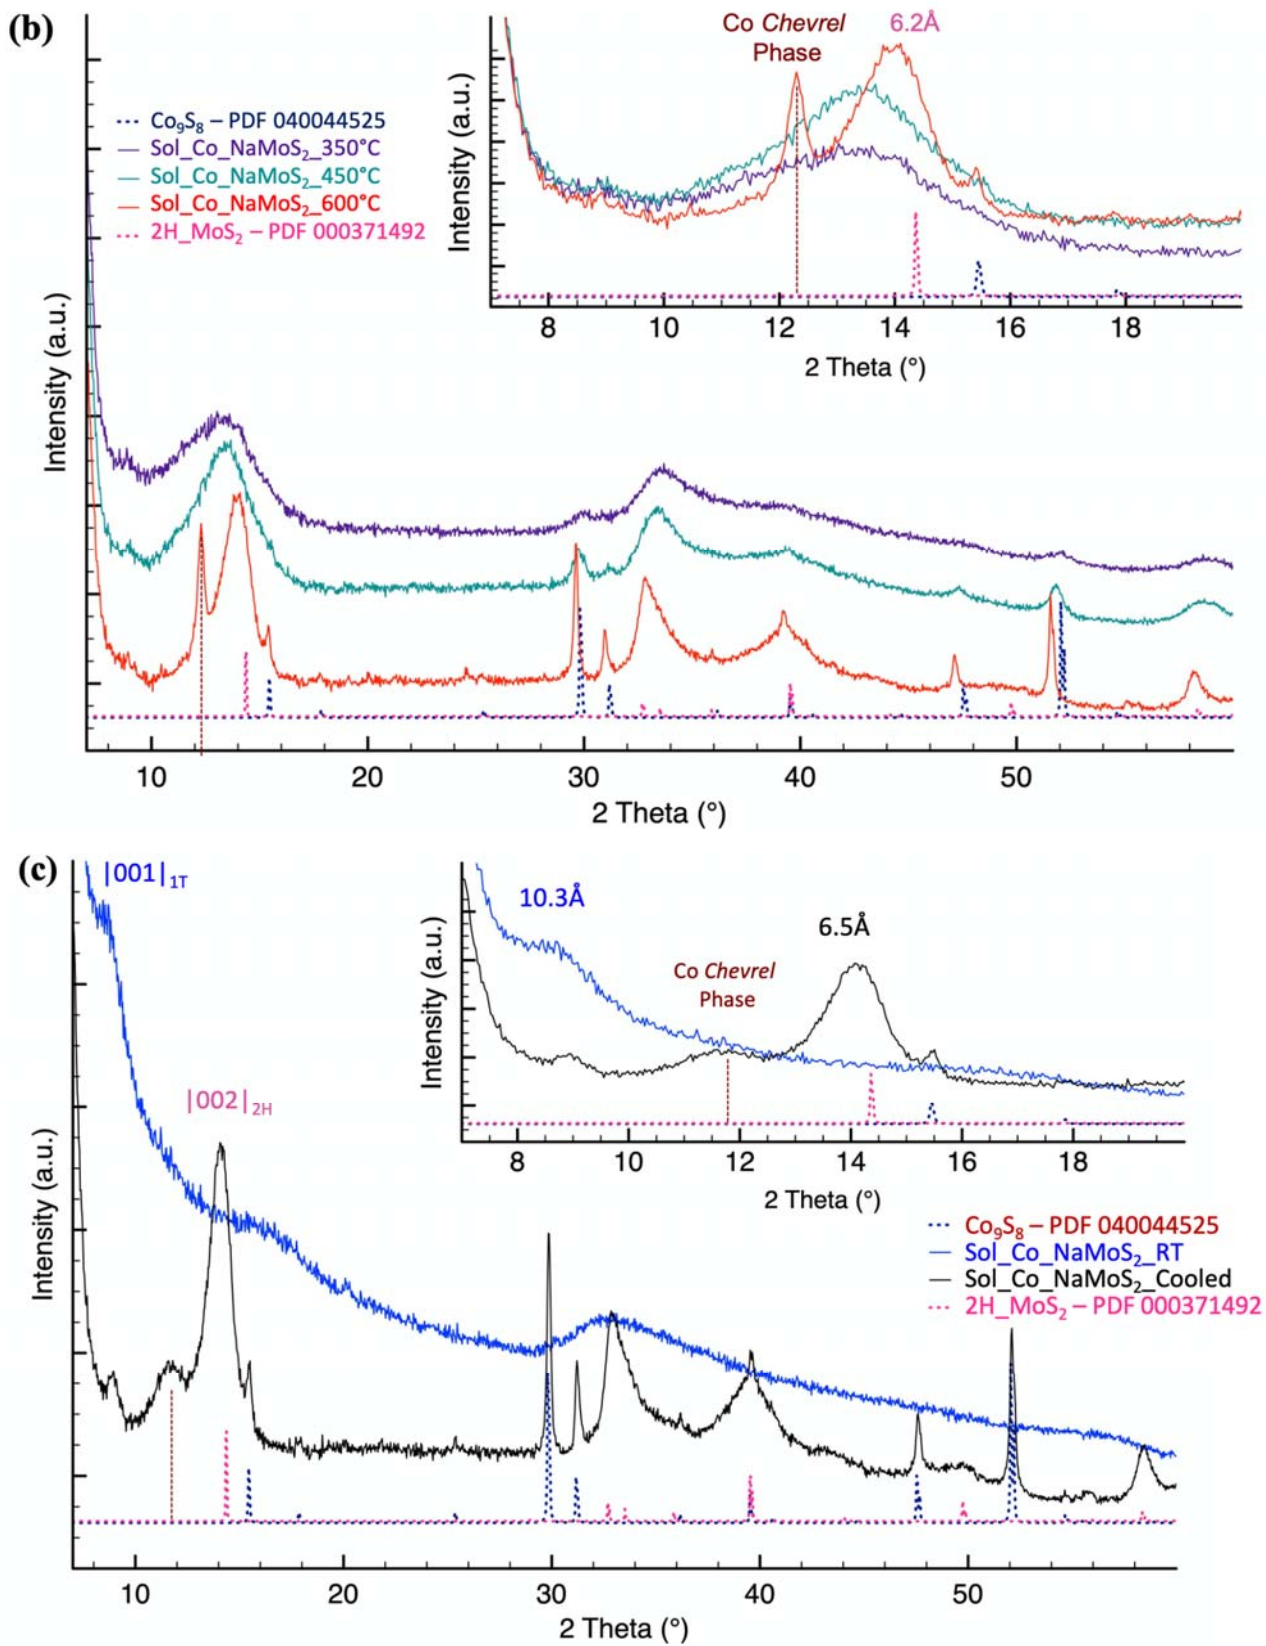 (b)
Co Chevrel
Phase
6.2Å
Co₉S₈ – PDF 040044525
Sol_Co_NaMoS₂_350°C
Sol_Co_NaMoS₂_450°C
Sol_Co_NaMoS₂_600°C
2H_MoS₂ – PDF 000371492
Intensity (a.u.)
8 10 12 14 16 18
2 Theta (°)
Intensity (a.u.)
10 20 30 40 50
2 Theta (°)
(c)
|001|₁T
10.3Å
6.5Å
Co Chevrel
Phase
Intensity (a.u.)
|002|₂H
8 10 12 14 16 18
2 Theta (°)
Co₉S₈ – PDF 040044525
Sol_Co_NaMoS₂_RT
Sol_Co_NaMoS₂_Cooled
2H_MoS₂ – PDF 000371492
Intensity (a.u.)
10 20 30 40 50
2 Theta (°)